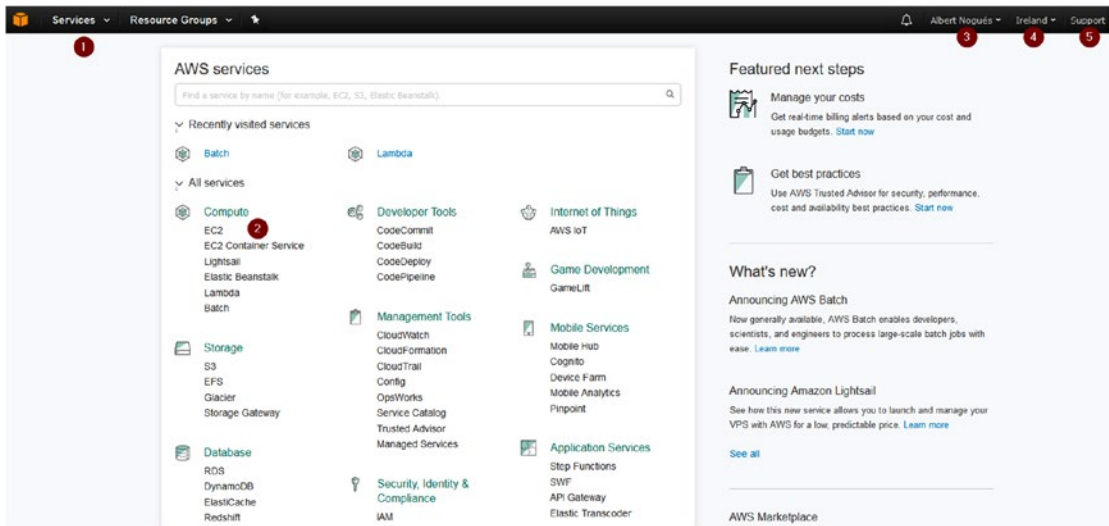 Services
Resource Groups
Albert Nogués
Ireland
Support
1
3
4
5
AWS services
Find a service by name (for example, EC2, S3, Elastic Beanstalk).
Recently visited services
Batch
Lambda
All services
Compute
EC2
2
EC2 Container Service
Lightsail
Elastic Beanstalk
Lambda
Batch
Storage
S3
EFS
Glacier
Storage Gateway
Database
RDS
DynamoDB
ElastiCache
Redshift
Developer Tools
CodeCommit
CodeBuild
CodeDeploy
CodePipeline
Management Tools
CloudWatch
CloudFormation
CloudTrail
Config
OpsWorks
Service Catalog
Trusted Advisor
Managed Services
Security, Identity &
Compliance
IAM
Internet of Things
AWS IoT
Game Development
GameLift
Mobile Services
Mobile Hub
Cognito
Device Farm
Mobile Analytics
Pinpoint
Application Services
Step Functions
SWF
API Gateway
Elastic Transcoder
Featured next steps
Manage your costs
Get real-time billing alerts based on your cost and
usage budgets. Start now
Get best practices
Use AWS Trusted Advisor for security, performance,
cost and availability best practices. Start now
What's new?
Announcing AWS Batch
Now generally available, AWS Batch enables developers,
scientists, and engineers to process large-scale batch jobs with
ease. Learn more
Announcing Amazon Lightsail
See how this new service allows you to launch and manage your
VPS with AWS for a low, predictable price. Learn more
See all
AWS Marketplace